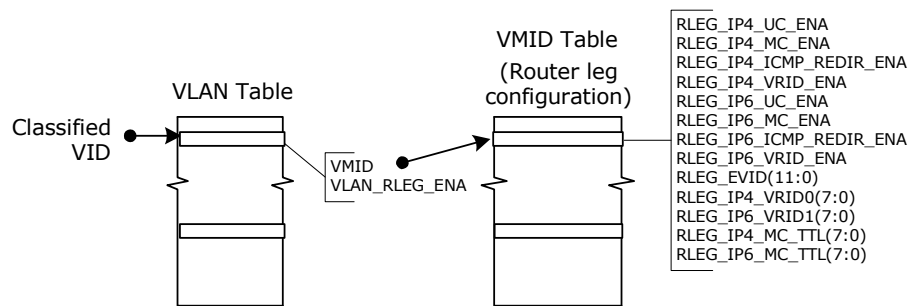 Classified
VID
VLAN Table
VMID
VLAN_RLEG_ENA
VMID Table
(Router leg
configuration)
RLEG_IP4_UC_ENA
RLEG_IP4_MC_ENA
RLEG_IP4_ICMP_REDIR_ENA
RLEG_IP4_VRID_ENA
RLEG_IP6_UC_ENA
RLEG_IP6_MC_ENA
RLEG_IP6_ICMP_REDIR_ENA
RLEG_IP6_VRID_ENA
RLEG_EVID(11:0)
RLEG_IP4_VRID0(7:0)
RLEG_IP6_VRID1(7:0)
RLEG_IP4_MC_TTL(7:0)
RLEG_IP6_MC_TTL(7:0)